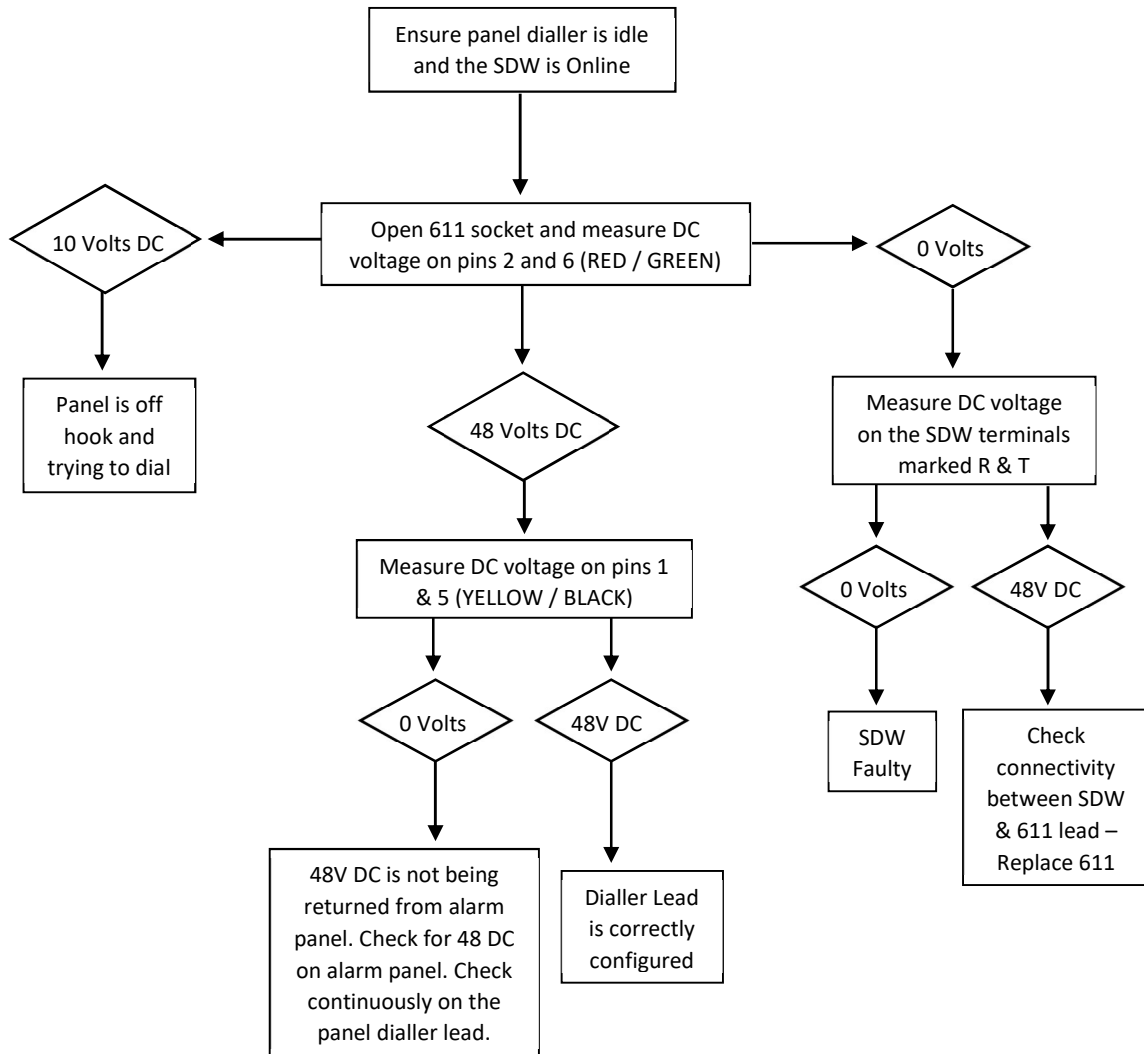 Ensure panel dialler is idle
and the SDW is Online
10 Volts DC
Open 611 socket and measure DC
voltage on pins 2 and 6 (RED / GREEN)
0 Volts
Panel is off
hook and
trying to dial
48 Volts DC
Measure DC voltage
on the SDW terminals
marked R & T
Measure DC voltage on pins 1
& 5 (YELLOW / BLACK)
0 Volts
48V DC
0 Volts
48V DC
SDW
Faulty
Check
connectivity
between SDW
& 611 lead –
Replace 611
48V DC is not being
returned from alarm
panel. Check for 48 DC
on alarm panel. Check
continuously on the
panel dialler lead.
Dialler Lead
is correctly
configured